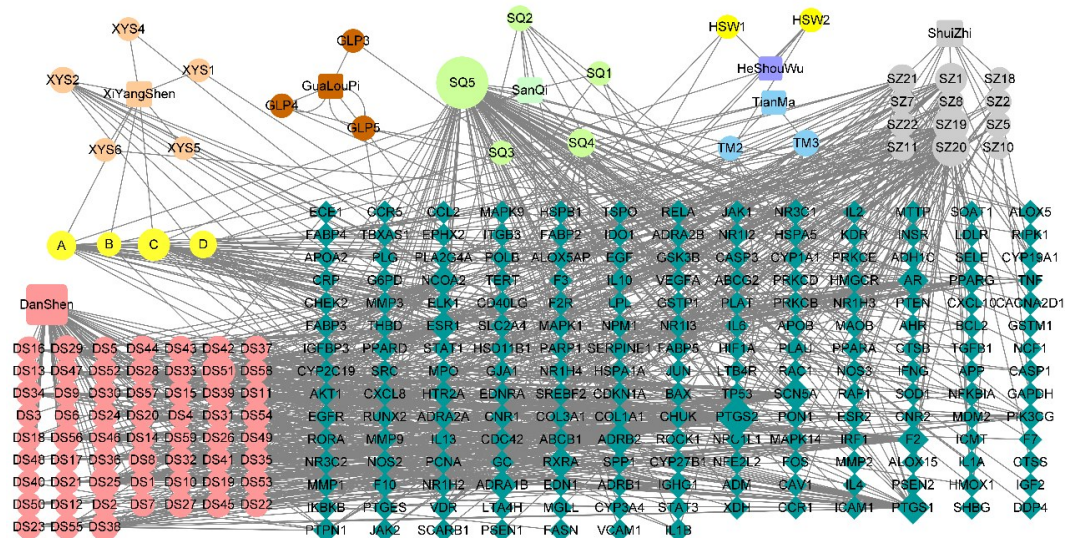 XYS4
XYS2
XYS1
XiYangShen
XYS6
XYS5
GLP3
GuaLouPi
GLP4
GLP5
SQ2
SQ5
SanQi
SQ1
SQ3
SQ4
HSW1
HSW2
HeShouWu
TianMa
TM2
TM3
ShuiZhi
SZ21 SZ1 SZ18
SZ7 SZ8 SZ2
SZ22 SZ19 SZ5
SZ11 SZ20 SZ10
A B C D
DanShen
DS16 DS29 DS5 DS44 DS43 DS42 DS37
DS13 DS47 DS52 DS28 DS33 DS51 DS58
DS34 DS9 DS30 DS57 DS15 DS39 DS11
DS3 DS6 DS24 DS20 DS4 DS31 DS54
DS18 DS56 DS46 DS14 DS59 DS26 DS49
DS48 DS17 DS36 DS8 DS32 DS41 DS35
DS40 DS21 DS25 DS1 DS10 DS19 DS53
DS50 DS12 DS2 DS7 DS27 DS45 DS22
DS23 DS55 DS38
ECE1 CCR5 CCL2 MAPK9 HSPB1 TSPO RELA JAK1 NR3C1 IL2 MTTP SOAT1 ALOX5
FABP4 TBXAS1 EPHX2 ITGB3 FABP2 IDO1 ADRA2B NR1I2 HSPA5 KDR INSR LDLR RIPK1
APOA2 PLG PLA2G4A POLB ALOX5AP EGF GSK3B CASP3 CYP1A1 PRKCE ADH1C SELE CYP19A1
CRP G6PD NCOA2 TERT F3 IL10 VEGFA ABCG2 PRKCD HMGCR AR PPARG TNF
CHEK2 MMP3 ELK1 CD40LG F2R LPL GSTP1 PLAT PRKCB NR1H3 PTEN CXCL10 CACNA2D1
FABP3 THBD ESR1 SLC2A4 MAPK1 NPM1 NR1I3 IL6 APOB MAOB AHR BCL2 GSTM1
IGFBP3 PPARD STAT1 HSD11B1 PARP1 SERPINE1 FABP5 HIF1A PLAU PPARA CTSB TGFB1 NCF1
CYP2C19 SRC MPO GJA1 NR1H4 HSPA1A JUN LTB4R RAC1 NOS3 IFNG APP CASP1
AKT1 CXCL8 HTR2A EDNRA SREBF2 CDKN1A BAX TP53 SCN5A RAF1 SOD1 NFKBIA GAPDH
EGFR RUNX2 ADRA2A CNR1 COL3A1 COL1A1 CHUK PTGS2 PON1 ESR2 CNR2 MDM2 PIK3CG
RORA MMP9 IL13 CDC42 ABCB1 ADRB2 ROCK1 NPC1L1 MAPK14 IRF1 F2 ICMT F7
NR3C2 NOS2 PCNA GC RXRA SPP1 CYP27B1 NFE2L2 FOS MMP2 ALOX15 IL1A CTSS
MMP1 F10 NR1H2 ADRA1B EDN1 ADRB1 IGHG1 ADM CAV1 IL4 PSEN2 HMOX1 IGF2
IKBKB PTGES VDR LTA4H MGLL CYP3A4 STAT3 XDH CCR1 ICAM1 PTGS1 SHBG DDP4
PTPN1 JAK2 SCARB1 PSEN1 FASN VCAM1 IL1B